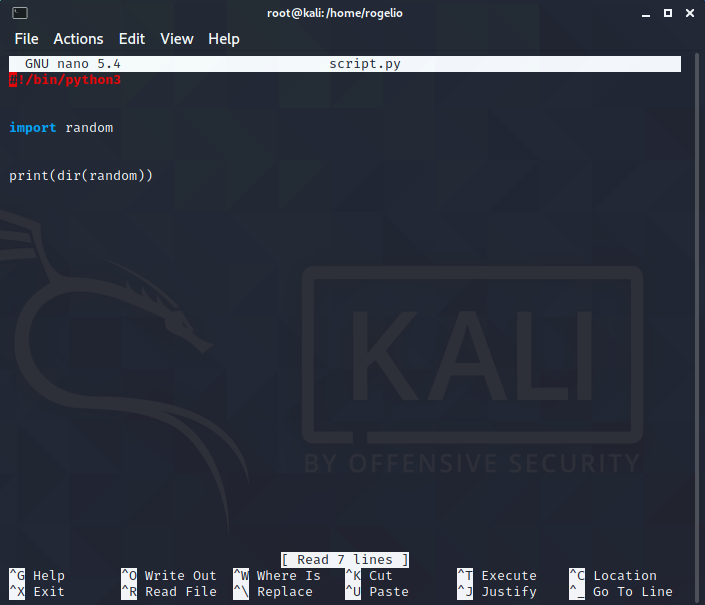 root@kali:/home/rogelio
File Actions Edit View Help
GNU nano 5.4 script.py
#!/bin/python3
import random
print(dir(random))
KALI
BY OFFENSIVE SECURITY
[ Read 7 lines ]
^G Help ^O Write Out ^W Where Is ^K Cut ^T Execute ^C Location
^X Exit ^R Read File ^\ Replace ^U Paste ^J Justify ^_ Go To Line